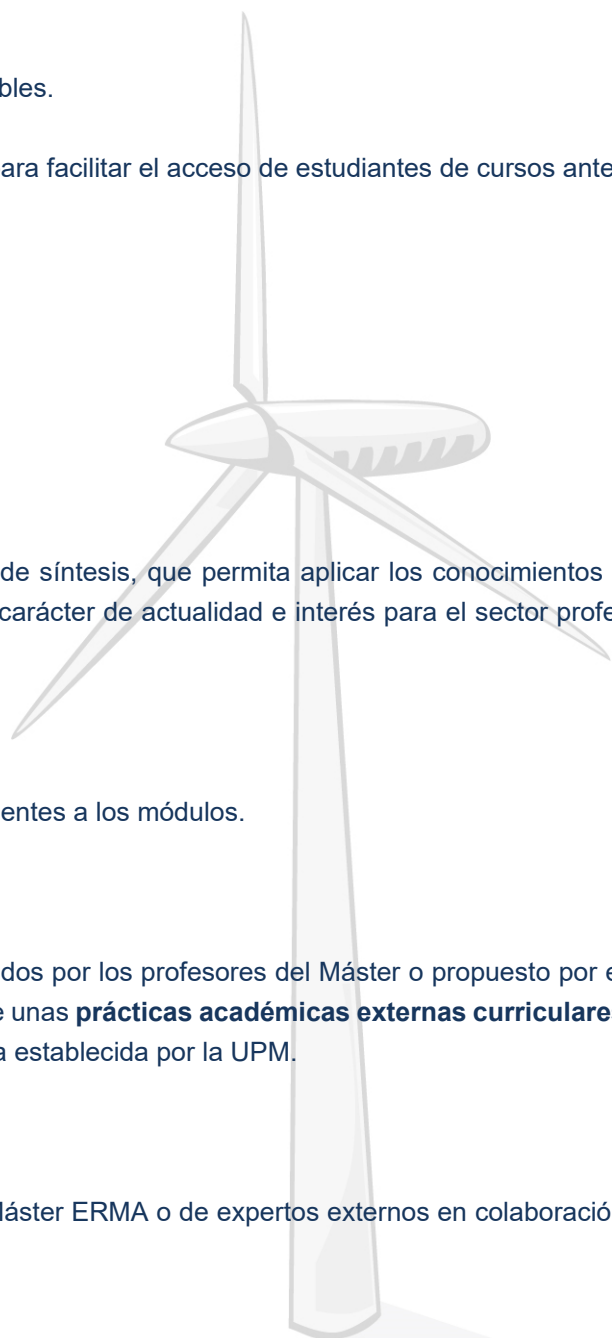 bles.
ara facilitar el acceso de estudiantes de cursos ante
de síntesis, que permita aplicar los conocimientos
carácter de actualidad e interés para el sector profe
entes a los módulos.
dos por los profesores del Máster o propuesto por e
e unas prácticas académicas externas curriculare
a establecida por la UPM.
láster ERMA o de expertos externos en colaboració